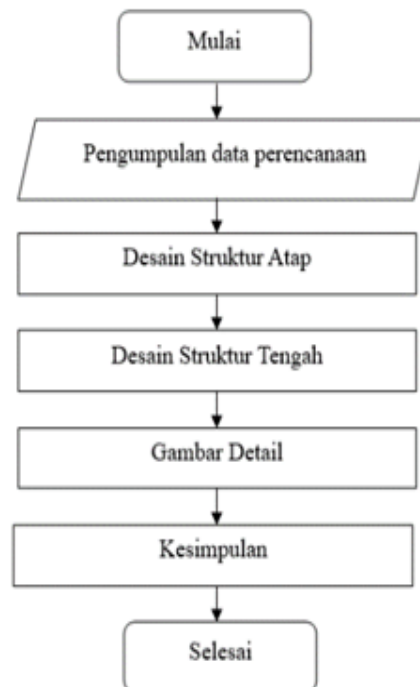 Mulai
Pengumpulan data perencanaan
Desain Struktur Atap
Desain Struktur Tengah
Gambar Detail
Kesimpulan
Selesai